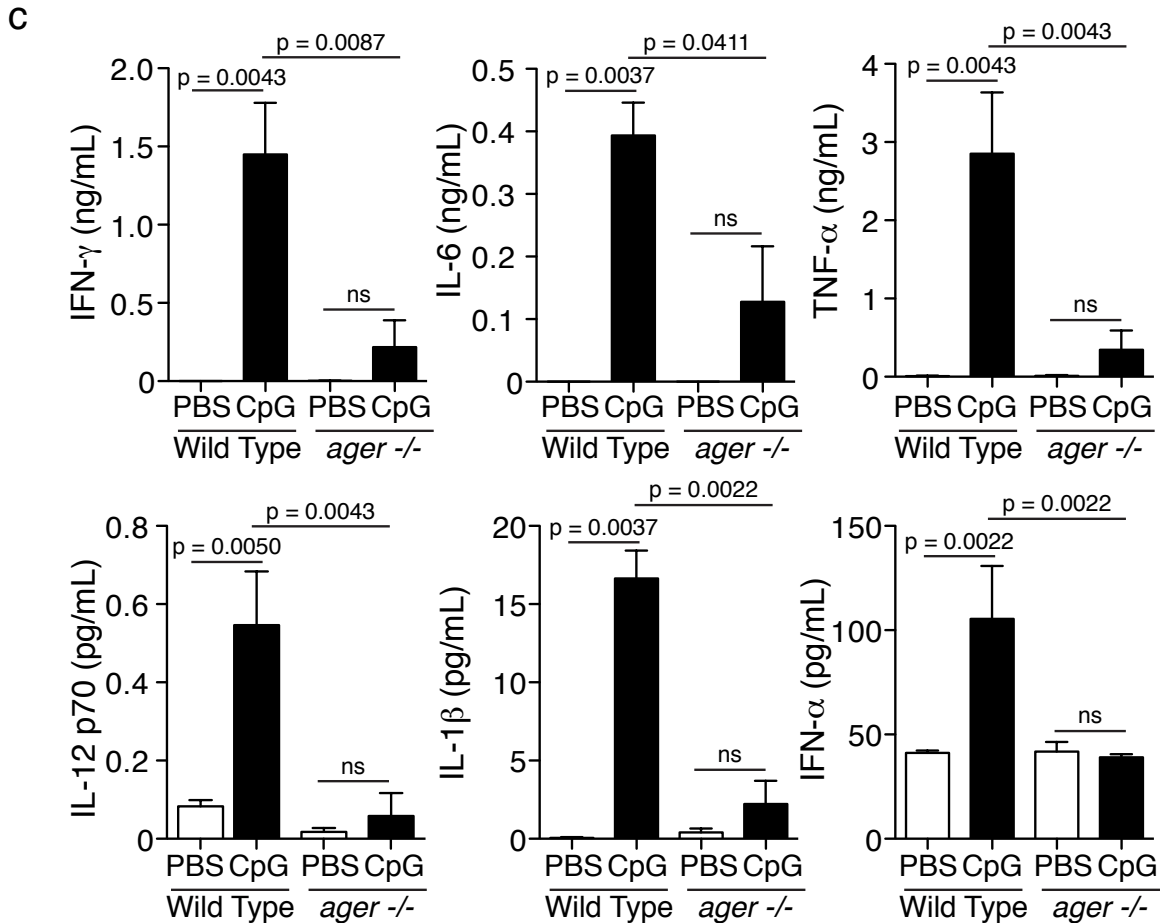 c
p = 0.0087
p = 0.0043
IFN-γ (ng/mL)
2.0
1.5
1.0
0.5
0
ns
PBS CpG PBS CpG
Wild Type ager -/-
p = 0.0411
p = 0.0037
IL-6 (ng/mL)
0.5
0.4
0.3
0.2
0.1
0
ns
PBS CpG PBS CpG
Wild Type ager -/-
p = 0.0043
p = 0.0043
TNF-α (ng/mL)
4
3
2
1
0
ns
PBS CpG PBS CpG
Wild Type ager -/-
p = 0.0043
p = 0.0050
IL-12 p70 (pg/mL)
0.8
0.6
0.4
0.2
0
ns
PBS CpG PBS CpG
Wild Type ager -/-
p = 0.0022
p = 0.0037
IL-1β (pg/mL)
20
15
10
5
0
ns
PBS CpG PBS CpG
Wild Type ager -/-
p = 0.0022
p = 0.0022
IFN-α (pg/mL)
150
100
50
0
ns
PBS CpG PBS CpG
Wild Type ager -/-